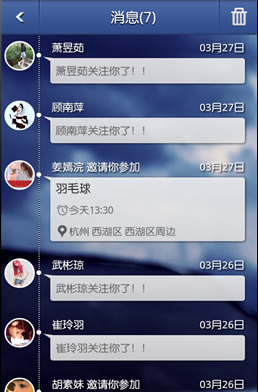 消息(7)
萧昱茹 03月27日
萧昱茹关注你了！！
顾南萍 03月27日
顾南萍关注你了！！
姜嫣浣 邀请你参加 03月27日
羽毛球
今天13:30
杭州 西湖区 西湖区周边
武彬琼 03月26日
武彬琼关注你了！！
崔玲羽 03月26日
崔玲羽关注你了！！
胡素妹 邀请你参加 03月26日